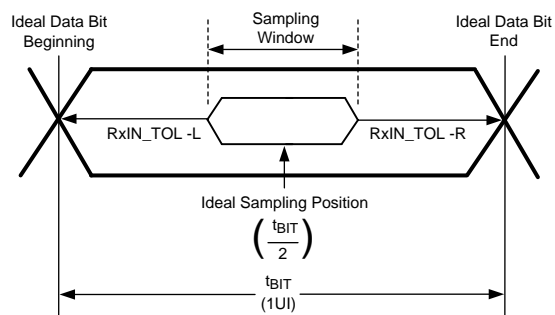 Ideal Data Bit
Beginning
Sampling
Window
Ideal Data Bit
End
RxIN_TOL -L
RxIN_TOL -R
Ideal Sampling Position
(tBIT
2)
tBIT
(1UI)